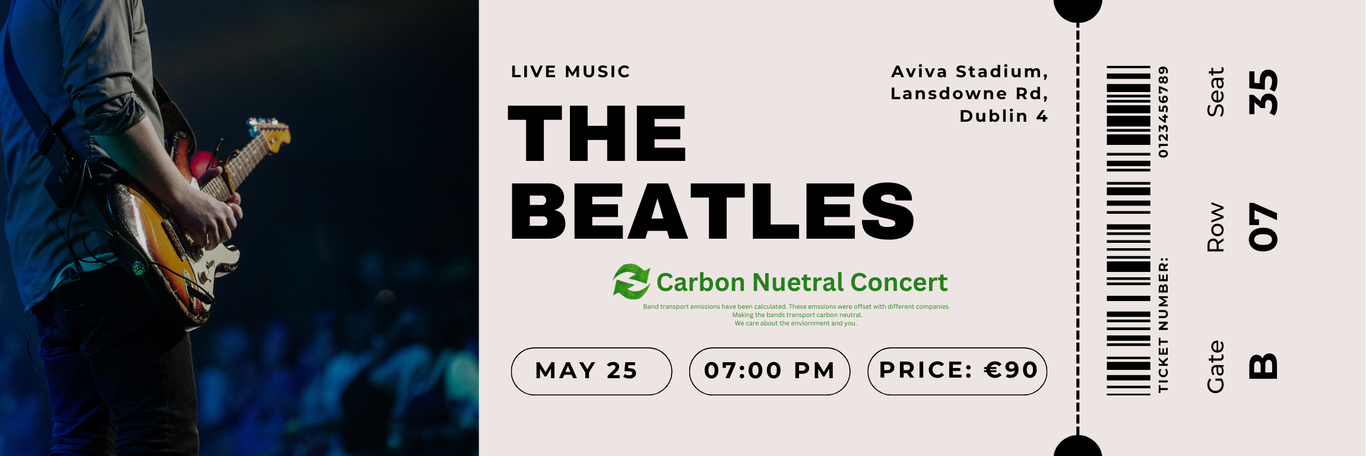 LIVE MUSIC
THE
BEATLES
Aviva Stadium,
Lansdowne Rd,
Dublin 4
Carbon Nuetral Concert
Band transport emissions have been calculated. These emssions were offset with different companies.
Making the bands transport carbon neutral.
We care about the enviornment and you.
MAY 25
07:00 PM
PRICE: €90
TICKET NUMBER:
0123456789
Gate
B
Row
07
Seat
35